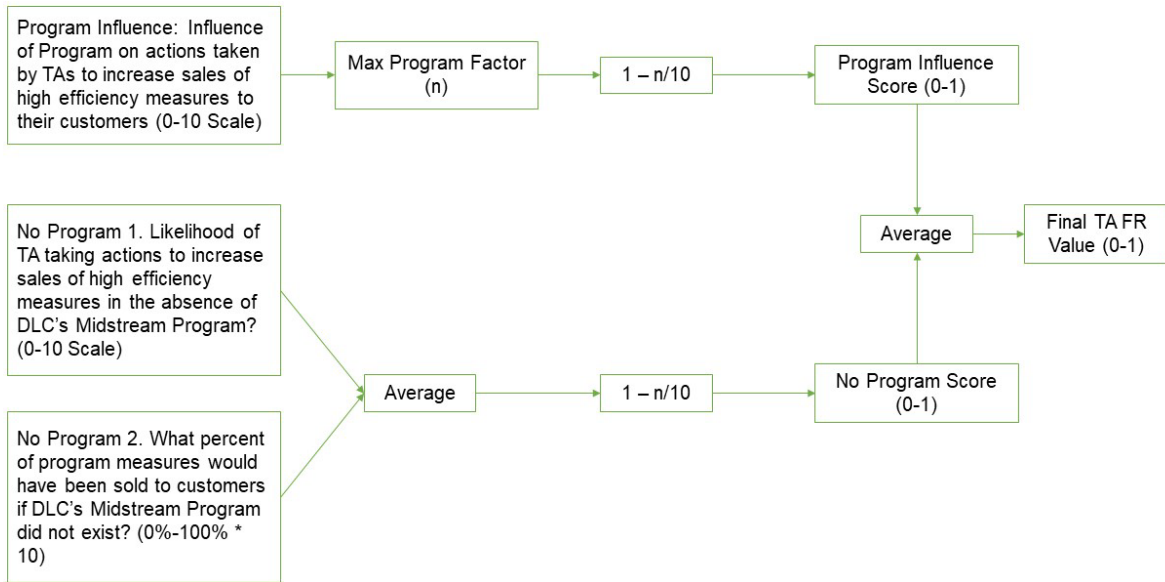 Program Influence: Influence
of Program on actions taken
by TAs to increase sales of
high efficiency measures to
their customers (0-10 Scale)
Max Program Factor
(n)
1 – n/10
Program Influence
Score (0-1)
No Program 1. Likelihood of
TA taking actions to increase
sales of high efficiency
measures in the absence of
DLC’s Midstream Program?
(0-10 Scale)
Average
Final TA FR
Value (0-1)
No Program 2. What percent
of program measures would
have been sold to customers
if DLC’s Midstream Program
did not exist? (0%-100% *
10)
Average
1 – n/10
No Program Score
(0-1)